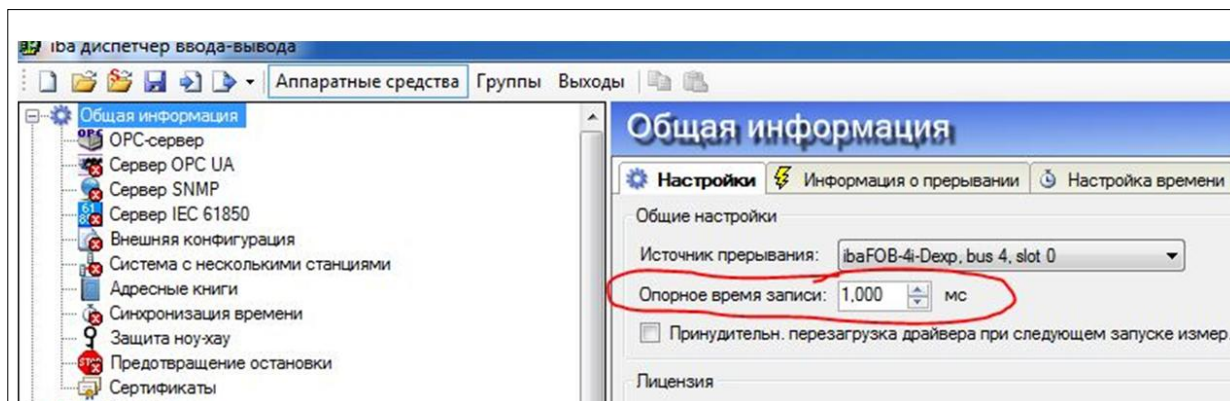 iba диспетчер ввода-вывода
Аппаратные средства Группы Выходы
Общая информация
OPC-сервер
Сервер OPC UA
Сервер SNMP
Сервер IEC 61850
Внешняя конфигурация
Система с несколькими станциями
Адресные книги
Синхронизация времени
Защита ноу-хау
Предотвращение остановки
Сертификаты
Общая информация
Настройки Информация о прерывании Настройка времени
Общие настройки
Источник прерывания: ibaFOB-4i-Dexp, bus 4, slot 0
Опорное время записи: 1,000 мс
Принудительн. перезагрузка драйвера при следующем запуске измер.
Лицензия